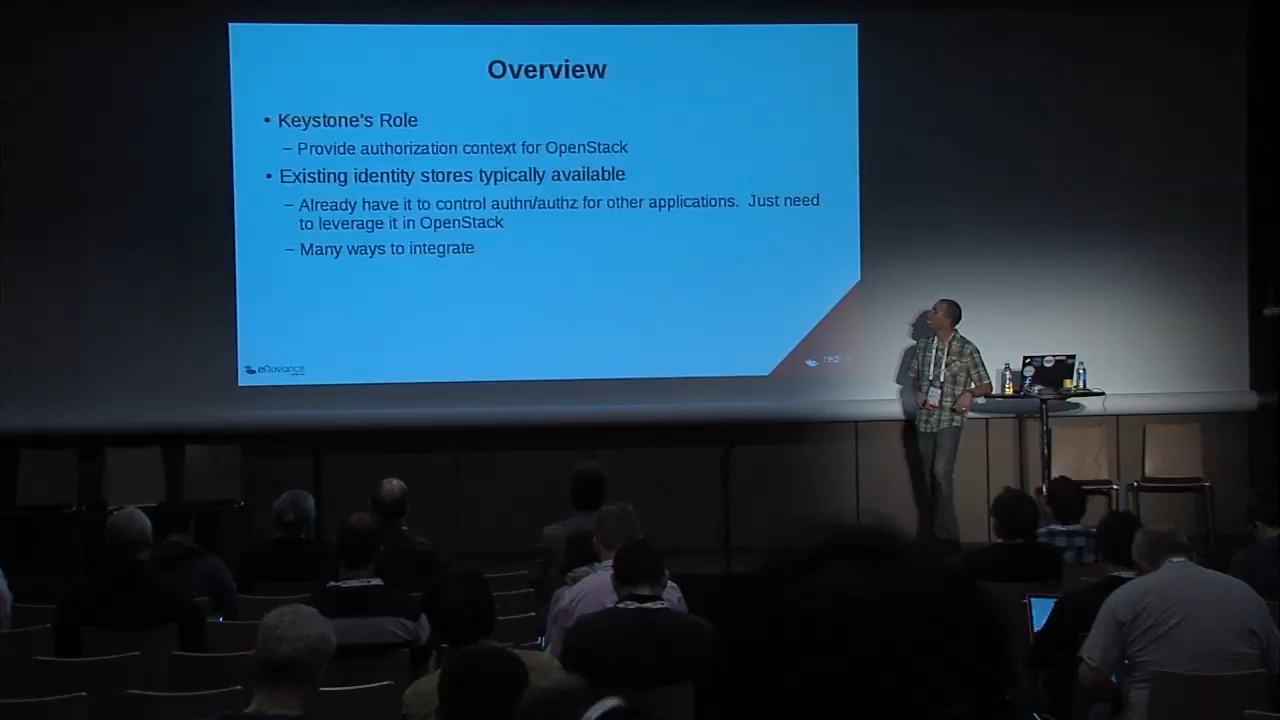 Overview
• Keystone's Role
– Provide authorization context for OpenStack
• Existing identity stores typically available
– Already have it to control authn/authz for other applications. Just need
to leverage it in OpenStack
– Many ways to integrate
eNovance